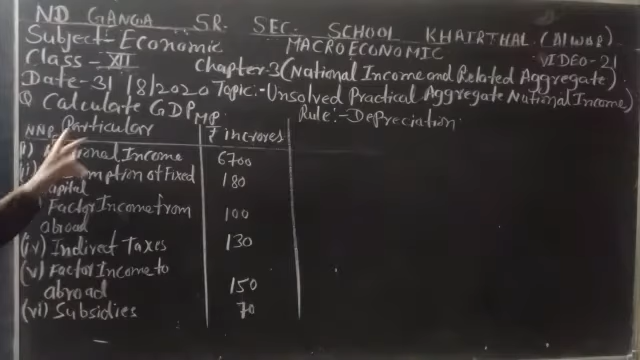 ND GANGA SR. SEC. SCHOOL KHAIRTHAL (ALWAR)
Subject:- Economic MACROECONOMIC VIDEO-21
Class - XII Chapter-3 (National Income and Related Aggregate)
Date - 31/8/2020 Topic:- Unsolved Practical Aggregate National Income)
Q Calculate GDPMP. Rule:- Depreciation
NNP Particular ₹ in crores
(i) National Income 6700
Consumption of Fixed 180
Capital
Factor Income from 100
abroad
(iv) Indirect Taxes 130
(v) Factor Income to
abroad 150
(vi) Subsidies 70